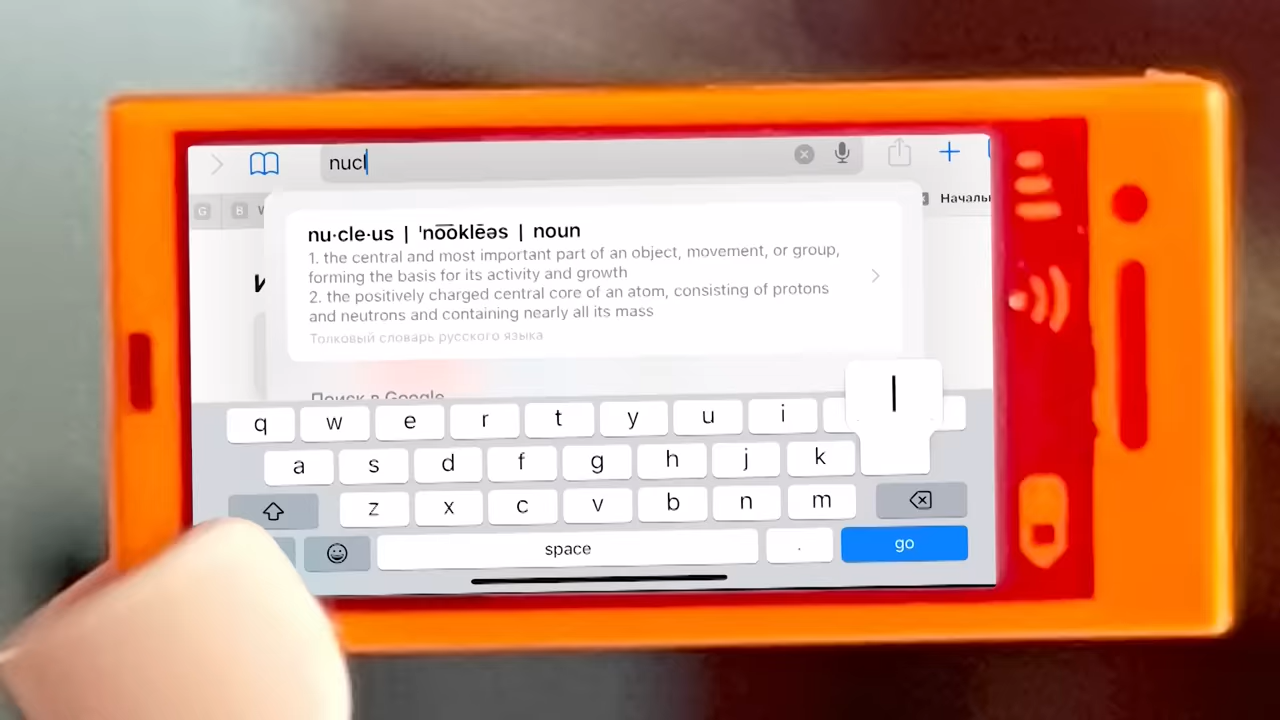 nucl
G B Началы
nu·cle·us | ˈno͞oklēəs | noun
1. the central and most important part of an object, movement, or group,
forming the basis for its activity and growth
2. the positively charged central core of an atom, consisting of protons
and neutrons and containing nearly all its mass
Толковый словарь русского языка
Поиск в Google
l
q w e r t y u i
a s d f g h j k
z x c v b n m
space . go